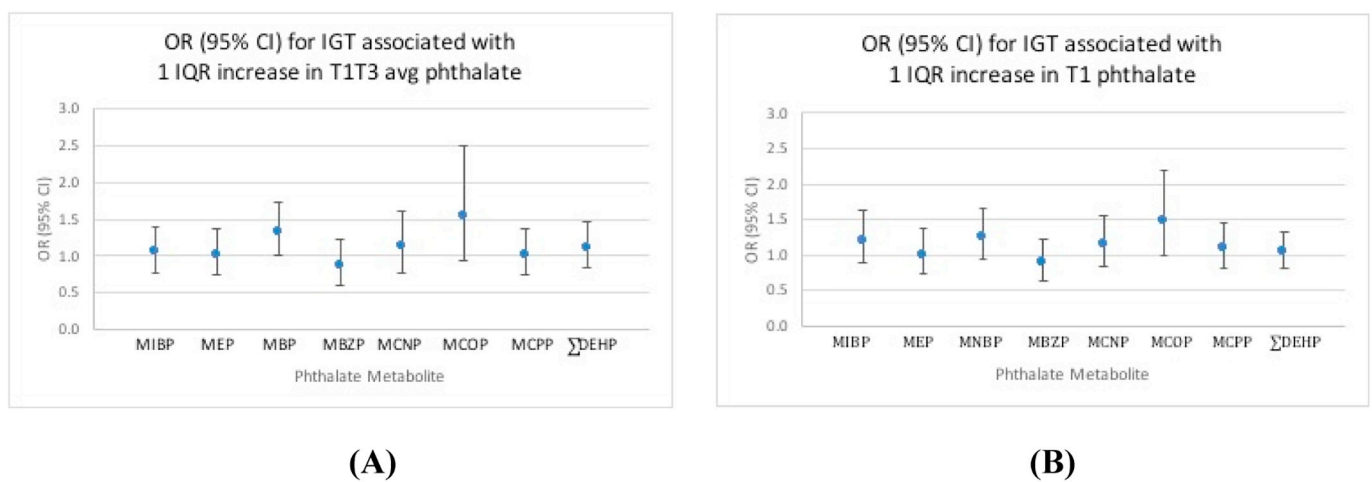 OR (95% CI) for IGT associated with
1 IQR increase in T1T3 avg phthalate
3.0
2.5
2.0
1.5
1.0
0.5
0.0
OR (95% CI)
MIBP MEP MBP MBZP MCNP MCOP MCPP ∑DEHP
Phthalate Metabolite
(A)
OR (95% CI) for IGT associated with
1 IQR increase in T1 phthalate
3.0
2.5
2.0
1.5
1.0
0.5
0.0
OR (95% CI)
MIBP MEP MNBP MBZP MCNP MCOP MCPP ∑DEHP
Phthalate Metabolite
(B)